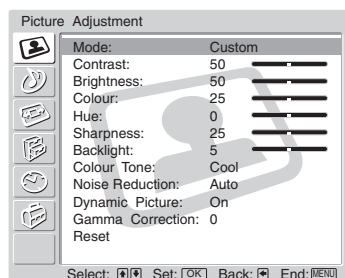 Picture Adjustment
Mode: Custom
Contrast: 50
Brightness: 50
Colour: 25
Hue: 0
Sharpness: 25
Backlight: 5
Colour Tone: Cool
Noise Reduction: Auto
Dynamic Picture: On
Gamma Correction: 0
Reset
Select: Set: OK Back: End: MENU